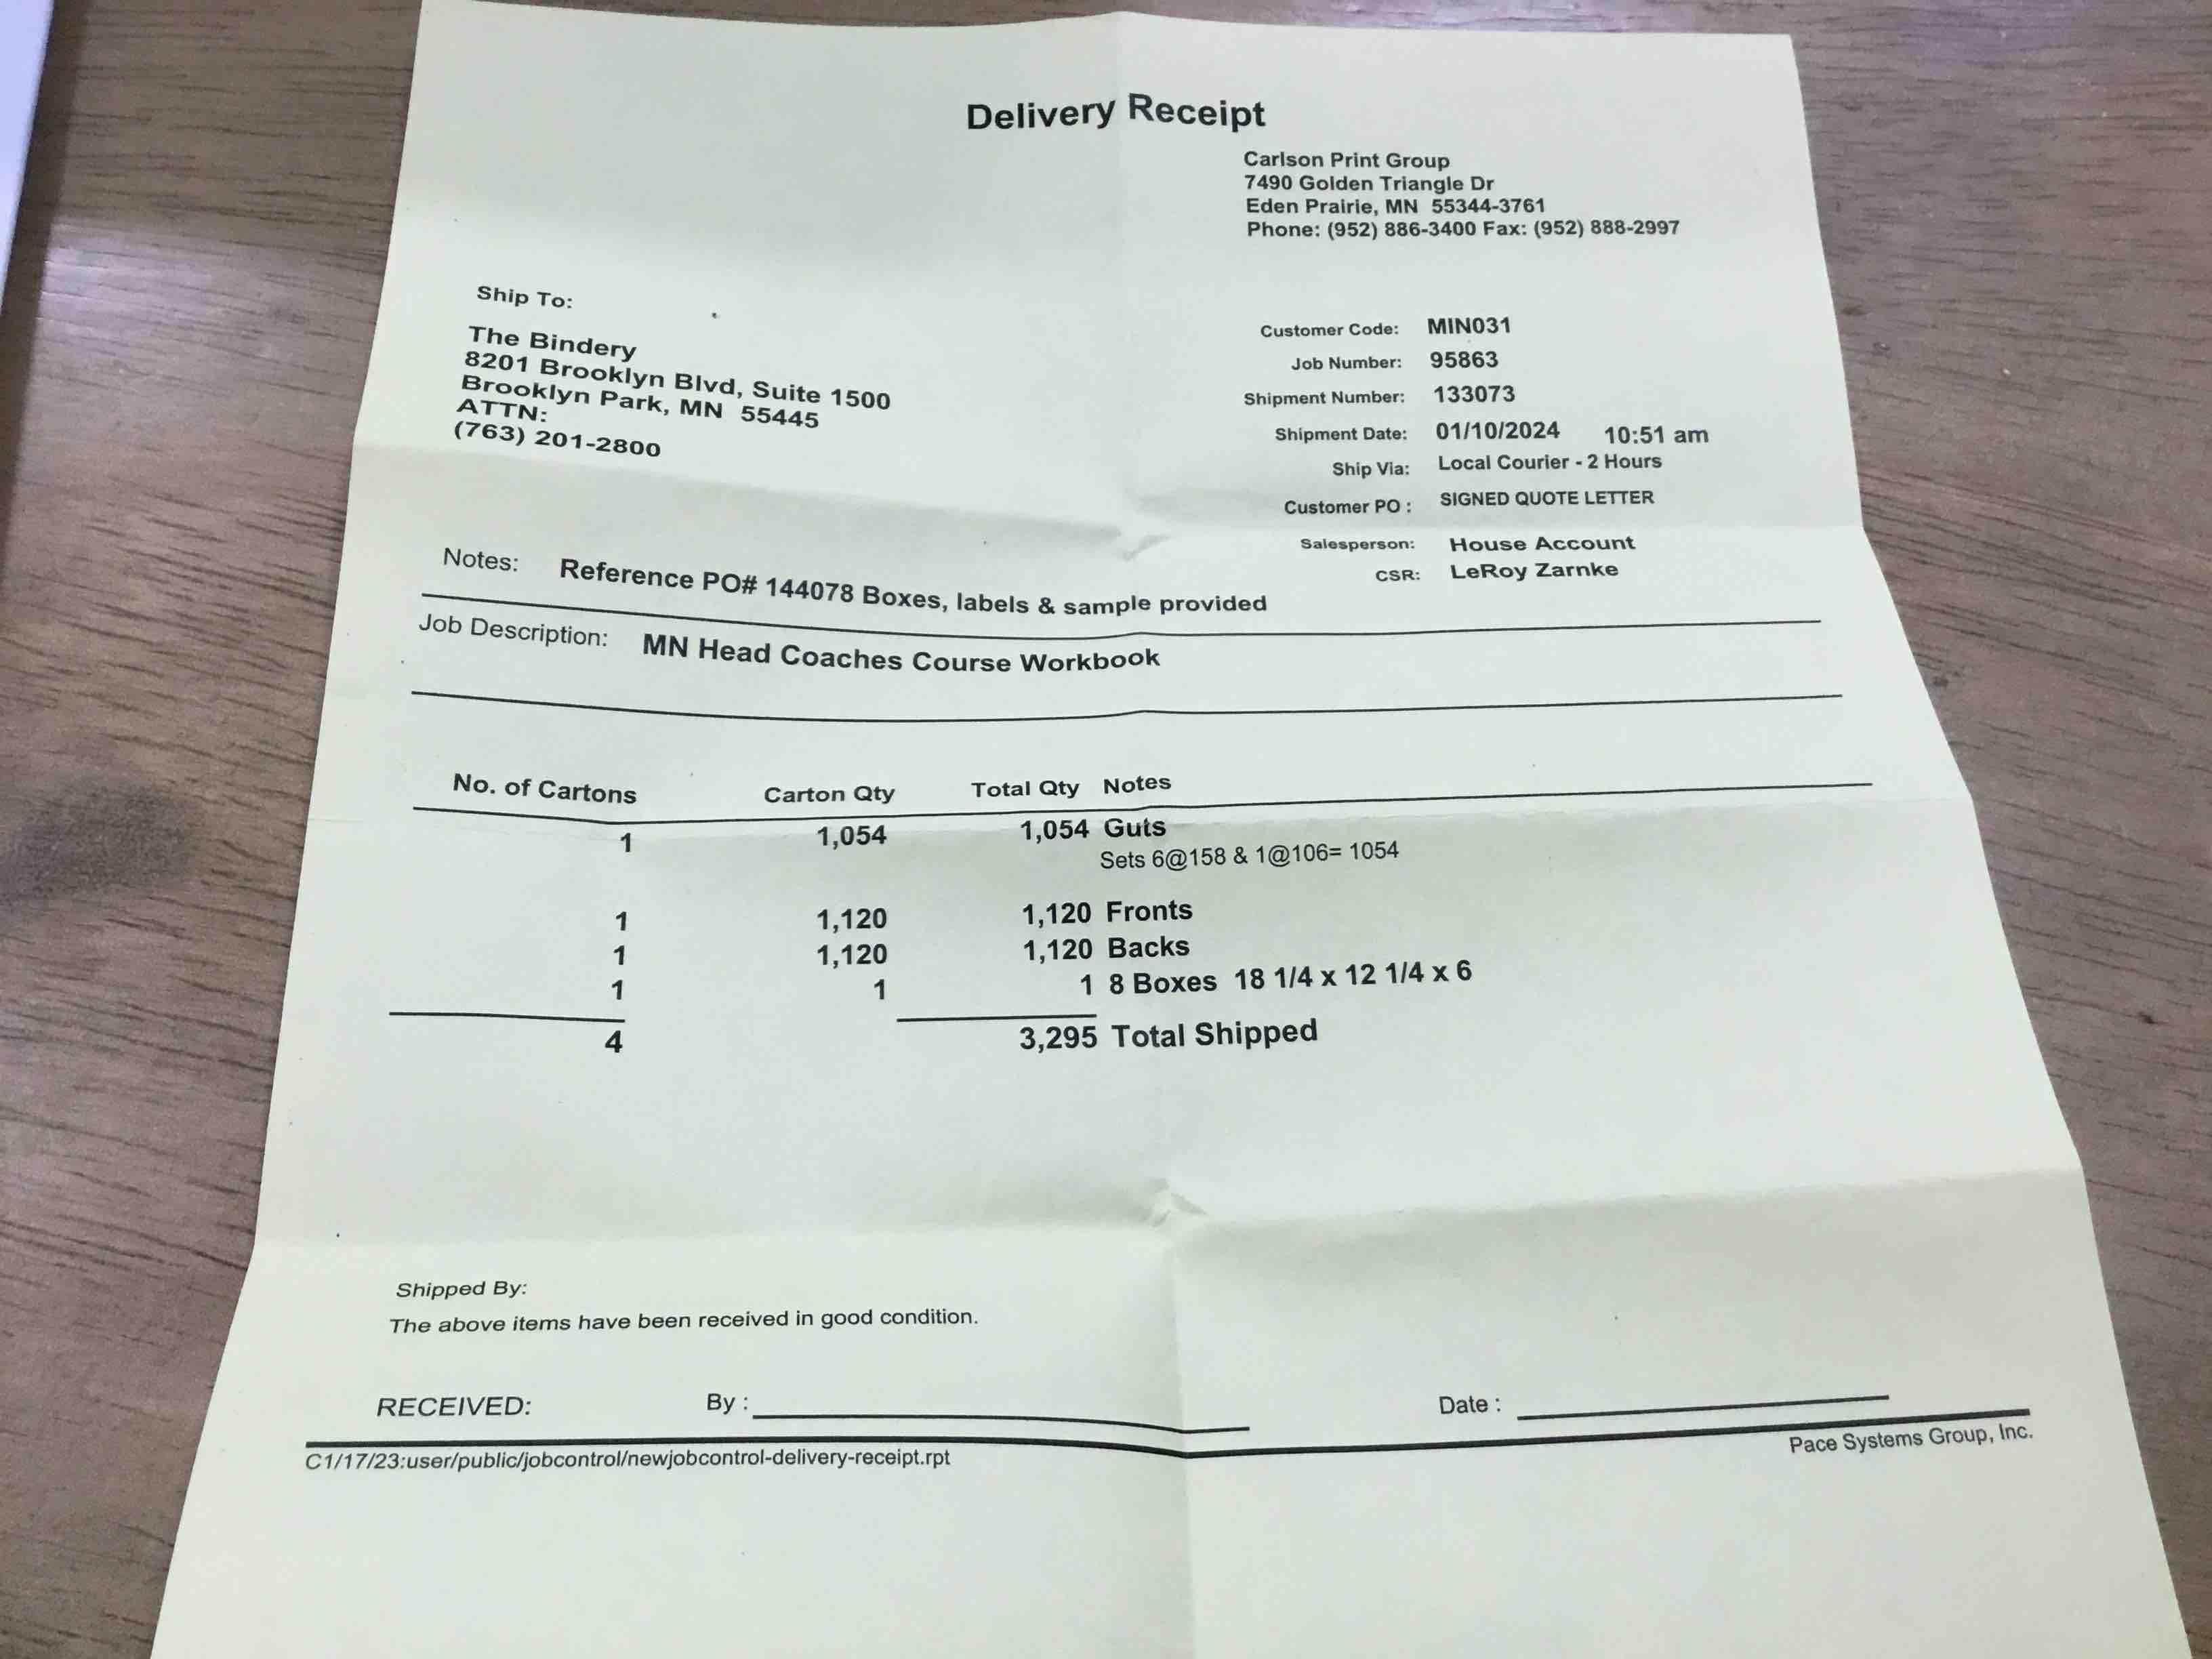 Delivery Receipt
Carlson Print Group
7490 Golden Triangle Dr
Eden Prairie, MN 55344-3761
Phone: (952) 886-3400 Fax: (952) 888-2997
Ship To:
The Bindery
8201 Brooklyn Blvd, Suite 1500
Brooklyn Park, MN 55445
ATTN:
(763) 201-2800
Customer Code: MIN031
Job Number: 95863
Shipment Number: 133073
Shipment Date: 01/10/2024 10:51 am
Ship Via: Local Courier - 2 Hours
Customer PO : SIGNED QUOTE LETTER
Salesperson: House Account
CSR: LeRoy Zarnke
Notes: Reference PO# 144078 Boxes, labels & sample provided
Job Description: MN Head Coaches Course Workbook
No. of Cartons Carton Qty Total Qty Notes
1 1,054 1,054 Guts
Sets 6@158 & 1@106= 1054
1 1,120 1,120 Fronts
1 1,120 1,120 Backs
1 1 1 8 Boxes 18 1/4 x 12 1/4 x 6
4 3,295 Total Shipped
Shipped By:
The above items have been received in good condition.
RECEIVED: By : Date :
C1/17/23:user/public/jobcontrol/newjobcontrol-delivery-receipt.rpt Pace Systems Group, Inc.